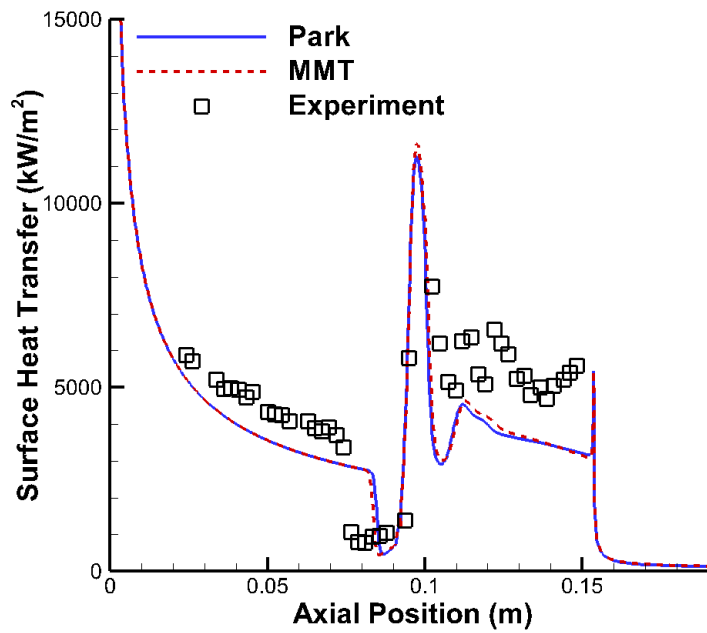 Park
MMT
Experiment
Surface Heat Transfer (kW/m²)
15000
10000
5000
0
0
0.05
0.1
0.15
Axial Position (m)